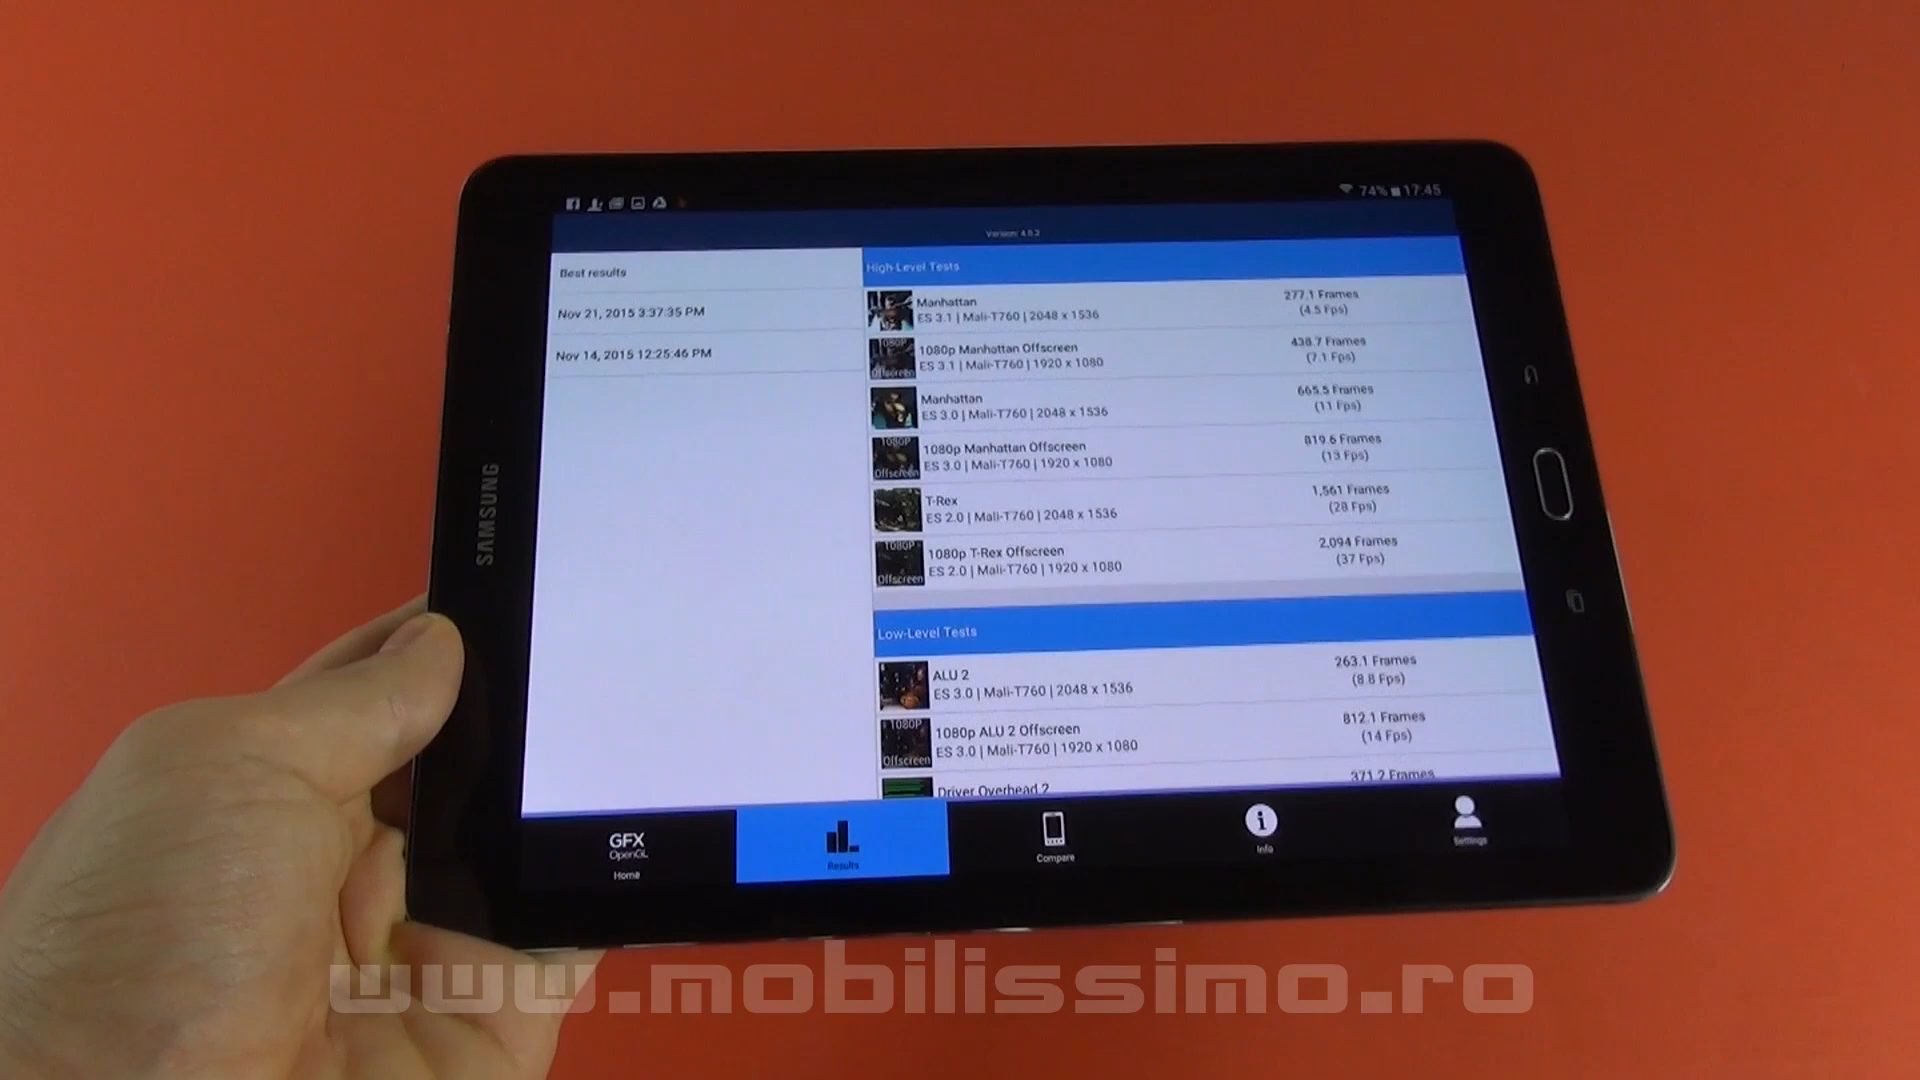 74% 17:45
Version: 4.0.2
Best results
Nov 21, 2015 3:37:35 PM
Nov 14, 2015 12:25:46 PM
High-Level Tests
Manhattan
ES 3.1 | Mali-T760 | 2048 x 1536
277.1 Frames
(4.5 Fps)
1080P
Offscreen
1080p Manhattan Offscreen
ES 3.1 | Mali-T760 | 1920 x 1080
438.7 Frames
(7.1 Fps)
Manhattan
ES 3.0 | Mali-T760 | 2048 x 1536
665.5 Frames
(11 Fps)
1080P
Offscreen
1080p Manhattan Offscreen
ES 3.0 | Mali-T760 | 1920 x 1080
819.6 Frames
(13 Fps)
T-Rex
ES 2.0 | Mali-T760 | 2048 x 1536
1,561 Frames
(28 Fps)
1080P
Offscreen
1080p T-Rex Offscreen
ES 2.0 | Mali-T760 | 1920 x 1080
2,094 Frames
(37 Fps)
Low-Level Tests
ALU 2
ES 3.0 | Mali-T760 | 2048 x 1536
263.1 Frames
(8.8 Fps)
1080P
Offscreen
1080p ALU 2 Offscreen
ES 3.0 | Mali-T760 | 1920 x 1080
812.1 Frames
(14 Fps)
Driver Overhead 2
371.2 Frames
GFX
OpenGL
Home
Results
Compare
Info
Settings
SAMSUNG
www.mobilissimo.ro